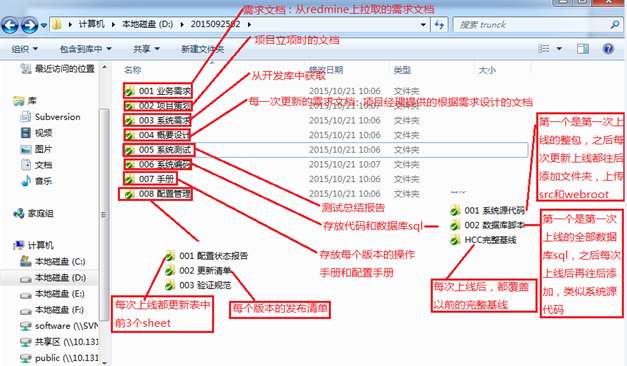 需求文档：从redmine上拉取的需求文档
计算机 ▸ 本地磁盘 (D:) ▸ 2015092502 ▸
搜索 trunck
项目立项时的文档
组织 包含到库中 共享 新建文件夹
最近访问的位置
名称 修改日期 类型 大小
从开发库中获取
001 业务需求 2015/10/21 10:06 文件夹
每一次更新的需求文档：项目经理提供的根据需求设计的文档
002 项目策划
003 系统需求
004 概要设计 2015/10/21 10:06 文件夹
005 系统测试 2015/10/21 10:06 文件夹
006 系统编码 2015/10/21 10:07 文件夹
007 手册 2015/10/21 10:06 文件夹
008 配置管理 2015/10/21 10:06 文件夹
库
Subversion
视频
图片
文档
音乐
家庭组
计算机
本地磁盘 (C:)
本地磁盘 (D:)
本地磁盘 (E:)
本地磁盘 (F:)
software (\\SVN
共享区 (\\10.131
public (\\10.131
测试总结报告
存放代码和数据库sql
存放每个版本的操作
手册和配置手册
001 配置状态报告
002 更新清单
003 验证规范
每次上线都更新表中
前3个sheet
每个版本的发布清单
001 系统源代码
002 数据库脚本
HCC完整基线
每次上线后，都覆盖
以前的完整基线
第一个是第一次上
线的整包，之后每
次更新上线都往后
添加文件夹，上传
src和webroot
第一个是第一次上
线的全部数据
库sql，之后每次
上线后再往后添
加，类似系统源
代码